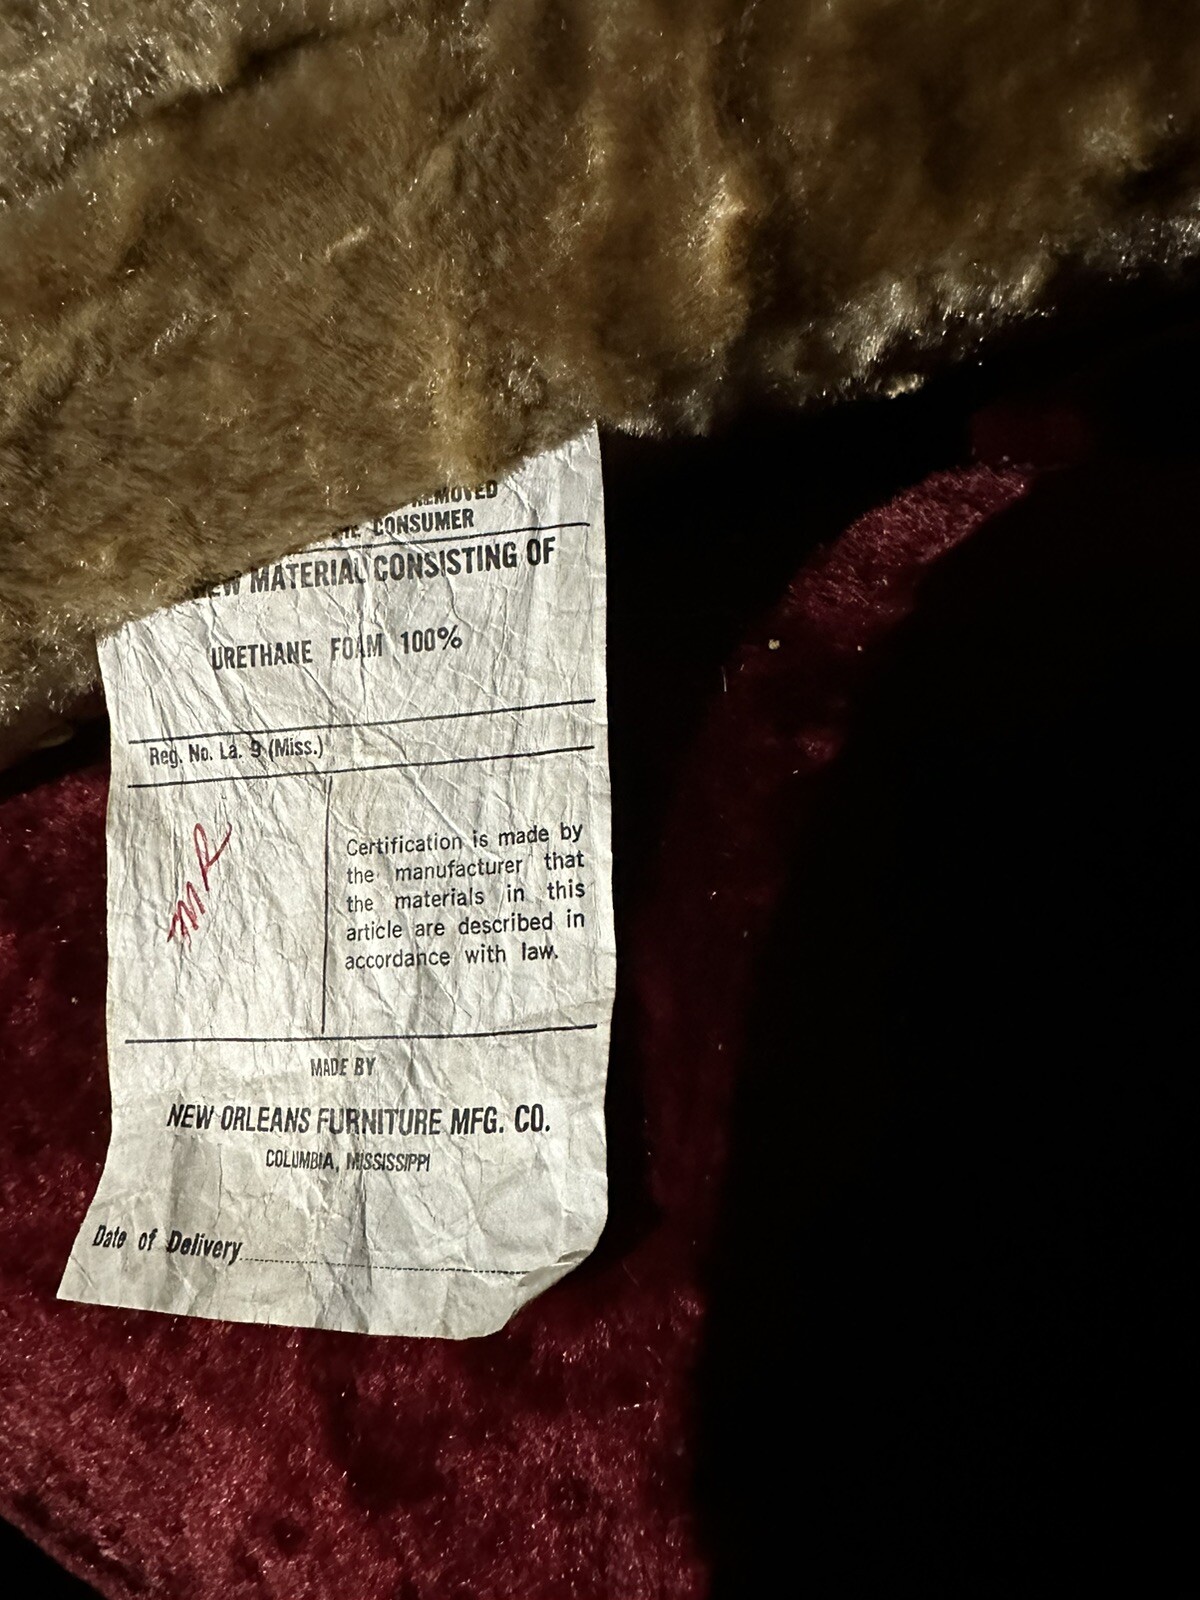 REMOVED
CONSUMER
NEW MATERIAL CONSISTING OF
URETHANE FOAM 100%
Reg. No. La. 9 (Miss.)
MR
Certification is made by
the manufacturer that
the materials in this
article are described in
accordance with law.
MADE BY
NEW ORLEANS FURNITURE MFG. CO.
COLUMBIA, MISSISSIPPI
Date of Delivery